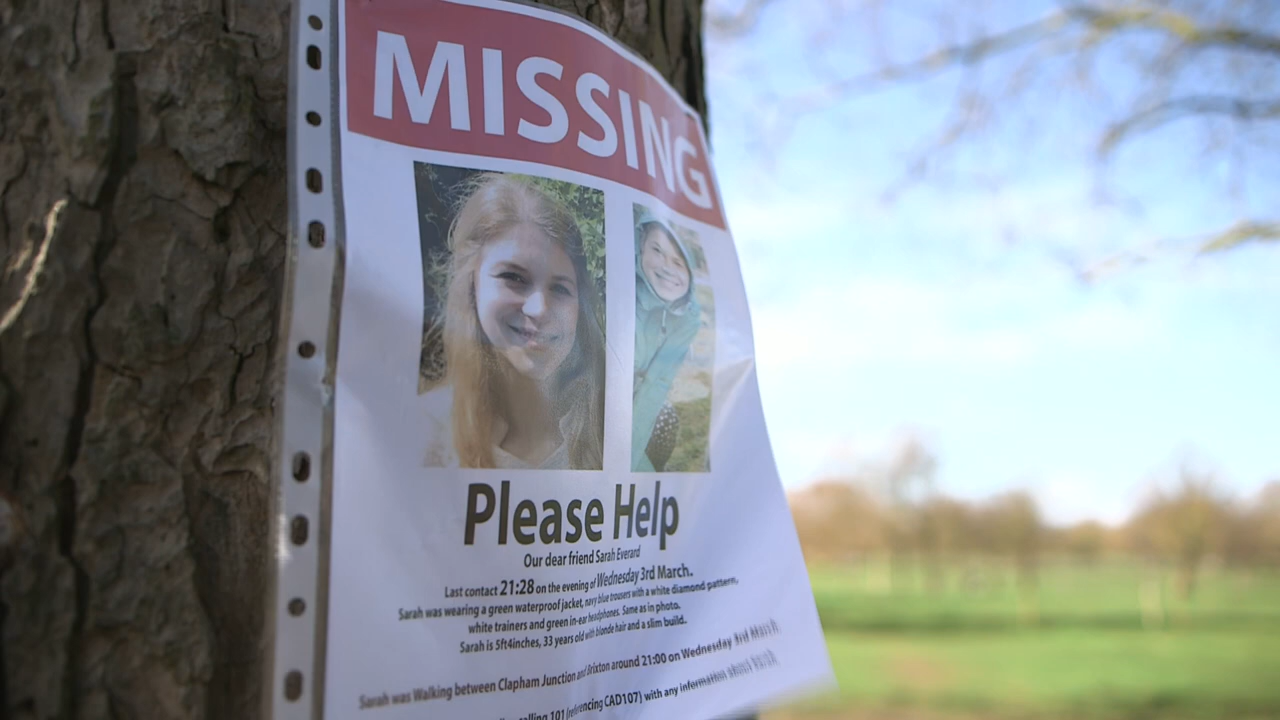 MISSING
Please Help
Our dear friend Sarah Everard
Last contact 21:28 on the evening of Wednesday 3rd March.
Sarah was wearing a green waterproof jacket, navy blue trousers with a white diamond pattern,
white trainers and green in-ear headphones. Same as in photo.
Sarah is 5ft4inches, 33 years old with blonde hair and a slim build..
Sarah was Walking between Clapham Junction and Brixton around 21:00 on Wednesday 3rd March.
calling 101 (referencing CAD107) with any information about